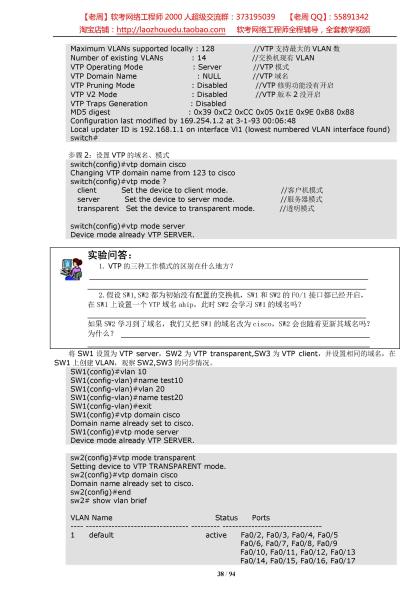 【老周】软考网络工程师 2000 人超级交流群：373195039 【老周 QQ】：55891342
淘宝店铺：http://laozhouedu.taobao.com 软考网络工程师全程辅导，全套教学视频
Maximum VLANs supported locally : 128 //VTP 支持最大的 VLAN 数
Number of existing VLANs : 14 //交换机现有 VLAN
VTP Operating Mode : Server //VTP 模式
VTP Domain Name : NULL //VTP 域名
VTP Pruning Mode : Disabled //VTP 修剪功能没有开启
VTP V2 Mode : Disabled //VTP 版本 2 没开启
VTP Traps Generation : Disabled
MD5 digest : 0x39 0xC2 0xCC 0x05 0x1E 0x9E 0xB8 0x88
Configuration last modified by 169.254.1.2 at 3-1-93 00:06:48
Local updater ID is 192.168.1.1 on interface Vl1 (lowest numbered VLAN interface found)
switch#
步骤 2：设置 VTP 的域名、模式
switch(config)#vtp domain cisco
Changing VTP domain name from 123 to cisco
switch(config)#vtp mode ?
client Set the device to client mode. //客户机模式
server Set the device to server mode. //服务器模式
transparent Set the device to transparent mode. //透明模式
switch(config)#vtp mode server
Device mode already VTP SERVER.
实验问答：
1. VTP 的三种工作模式的区别在什么地方？
2.假设 SW1,SW2 都为初始没有配置的交换机，SW1 和 SW2 的 F0/1 接口都已经开启，
在 SW1 上设置一个 VTP 域名 ahip，此时 SW2 会学习 SW1 的域名吗？
如果 SW2 学习到了域名，我们又把 SW1 的域名改为 cisco，SW2 会也随着更新其域名吗？
为什么？
将 SW1 设置为 VTP server，SW2 为 VTP transparent,SW3 为 VTP client，并设置相同的域名，在
SW1 上创建 VLAN，观察 SW2,SW3 的同步情况。
SW1(config)#vlan 10
SW1(config-vlan)#name test10
SW1(config-vlan)#vlan 20
SW1(config-vlan)#name test20
SW1(config-vlan)#exit
SW1(config)#vtp domain cisco
Domain name already set to cisco.
SW1(config)#vtp mode server
Device mode already VTP SERVER.
sw2(config)#vtp mode transparent
Setting device to VTP TRANSPARENT mode.
sw2(config)#vtp domain cisco
Domain name already set to cisco.
sw2(config)#end
sw2# show vlan brief
VLAN Name Status Ports
---- -------------------------------- --------- -------------------------------
1 default active Fa0/2, Fa0/3, Fa0/4, Fa0/5
Fa0/6, Fa0/7, Fa0/8, Fa0/9
Fa0/10, Fa0/11, Fa0/12, Fa0/13
Fa0/14, Fa0/15, Fa0/16, Fa0/17
38 / 94